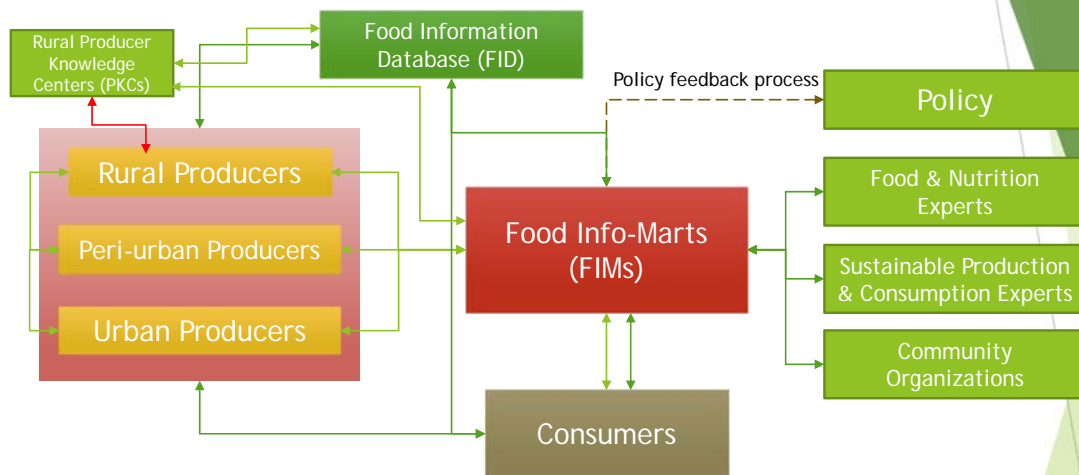 Rural Producer
Knowledge
Centers (PKCs)
Food Information
Database (FID)
Policy feedback process
Policy
Rural Producers
Peri-urban Producers
Urban Producers
Food Info-Marts
(FIMs)
Food & Nutrition
Experts
Sustainable Production
& Consumption Experts
Community
Organizations
Consumers